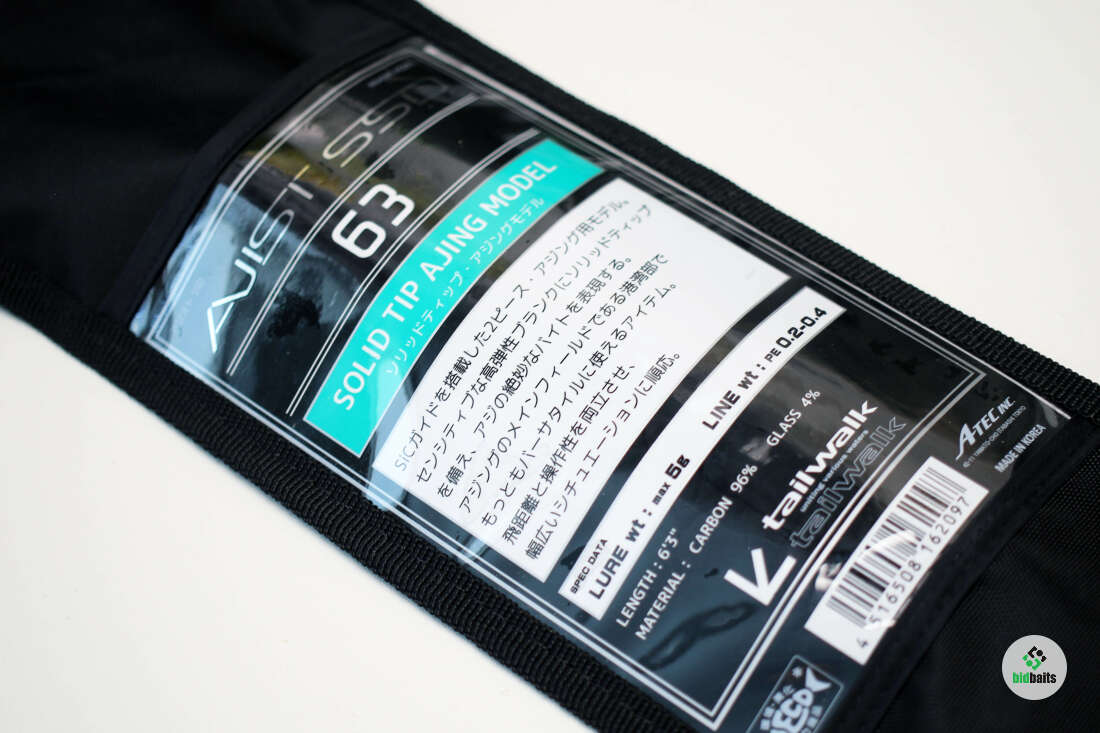 AJIST SSD
63
SOLID TIP AJING MODEL
ソリッドティップ・アジングモデル
SiCガイドを搭載した2ピース・アジング用モデル。
センシティブな高弾性ブランクにソリッドティップ
を備え、アジの絶妙なバイトを表現する。
アジングのメインフィールドである港湾部で
もっともバーサタイルに使えるアイテム。
飛距離と操作性を両立させ、
幅広いシチュエーションに順応。
SPEC DATA
LURE wt : max 5g LINE wt : PE 0.2-0.4
LENGTH : 6'3"
MATERIAL : CARBON 96% GLASS 4%
tailwalk
uniting various waters
tailwalk
A-TEC INC.
MADE IN KOREA
4 516508 162097
bidbaits